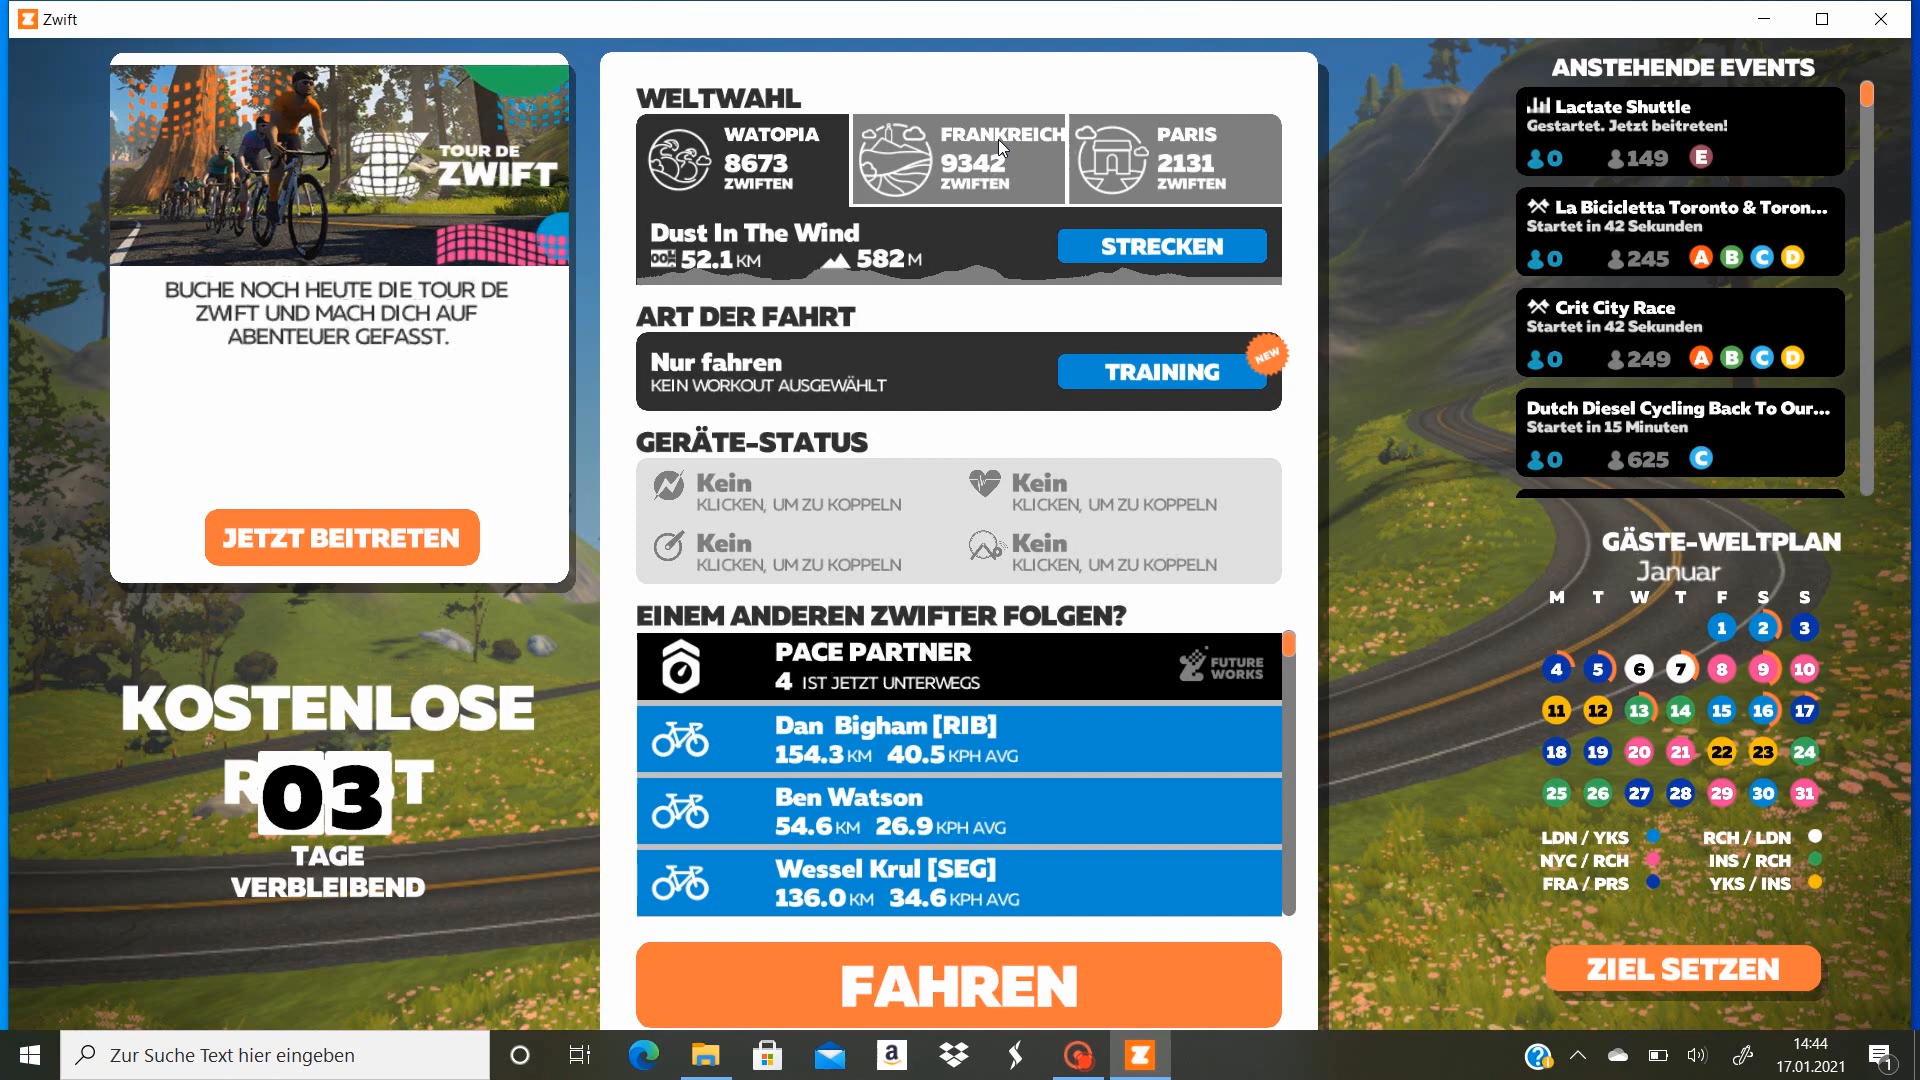 Zwift
TOUR DE
ZWIFT
BUCHE NOCH HEUTE DIE TOUR DE
ZWIFT UND MACH DICH AUF
ABENTEUER GEFASST.
JETZT BEITRETEN
KOSTENLOSE
03
TAGE
VERBLEIBEND
WELTWAHL
WATOPIA
8673
ZWIFTEN
FRANKREICH
9342
ZWIFTEN
PARIS
2131
ZWIFTEN
Dust In The Wind
52.1 KM 582 M
STRECKEN
ART DER FAHRT
Nur fahren
KEIN WORKOUT AUSGEWÄHLT
TRAINING
NEW
GERÄTE-STATUS
Kein
KLICKEN, UM ZU KOPPELN
Kein
KLICKEN, UM ZU KOPPELN
Kein
KLICKEN, UM ZU KOPPELN
Kein
KLICKEN, UM ZU KOPPELN
EINEM ANDEREN ZWIFTER FOLGEN?
PACE PARTNER
4 IST JETZT UNTERWEGS
FUTURE
WORKS
Dan Bigham [RIB]
154.3 KM 40.5 KPH AVG
Ben Watson
54.6 KM 26.9 KPH AVG
Wessel Krul [SEG]
136.0 KM 34.6 KPH AVG
FAHREN
ANSTEHENDE EVENTS
Lactate Shuttle
Gestartet. Jetzt beitreten!
0 149 E
La Bicicletta Toronto & Toron...
Startet in 42 Sekunden
0 245 A B C D
Crit City Race
Startet in 42 Sekunden
0 249 A B C D
Dutch Diesel Cycling Back To Our...
Startet in 15 Minuten
0 625 C
GÄSTE-WELTPLAN
Januar
M T W T F S S
1 2 3
4 5 6 7 8 9 10
11 12 13 14 15 16 17
18 19 20 21 22 23 24
25 26 27 28 29 30 31
LDN / YKS RCH / LDN
NYC / RCH INS / RCH
FRA / PRS YKS / INS
ZIEL SETZEN
Zur Suche Text hier eingeben
14:44
17.01.2021
1